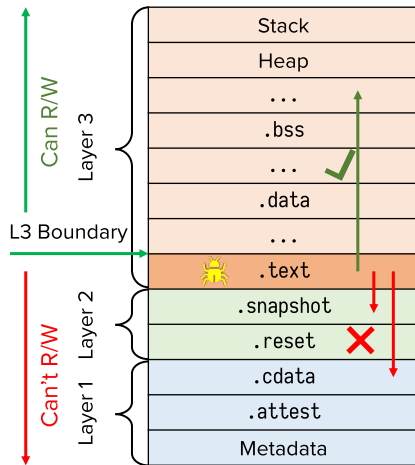 Can R/W
Can't R/W
L3 Boundary
Layer 3
Layer 2
Layer 1
Stack
Heap
...
.bss
...
.data
...
.text
.snapshot
.reset
.cdata
.attest
Metadata